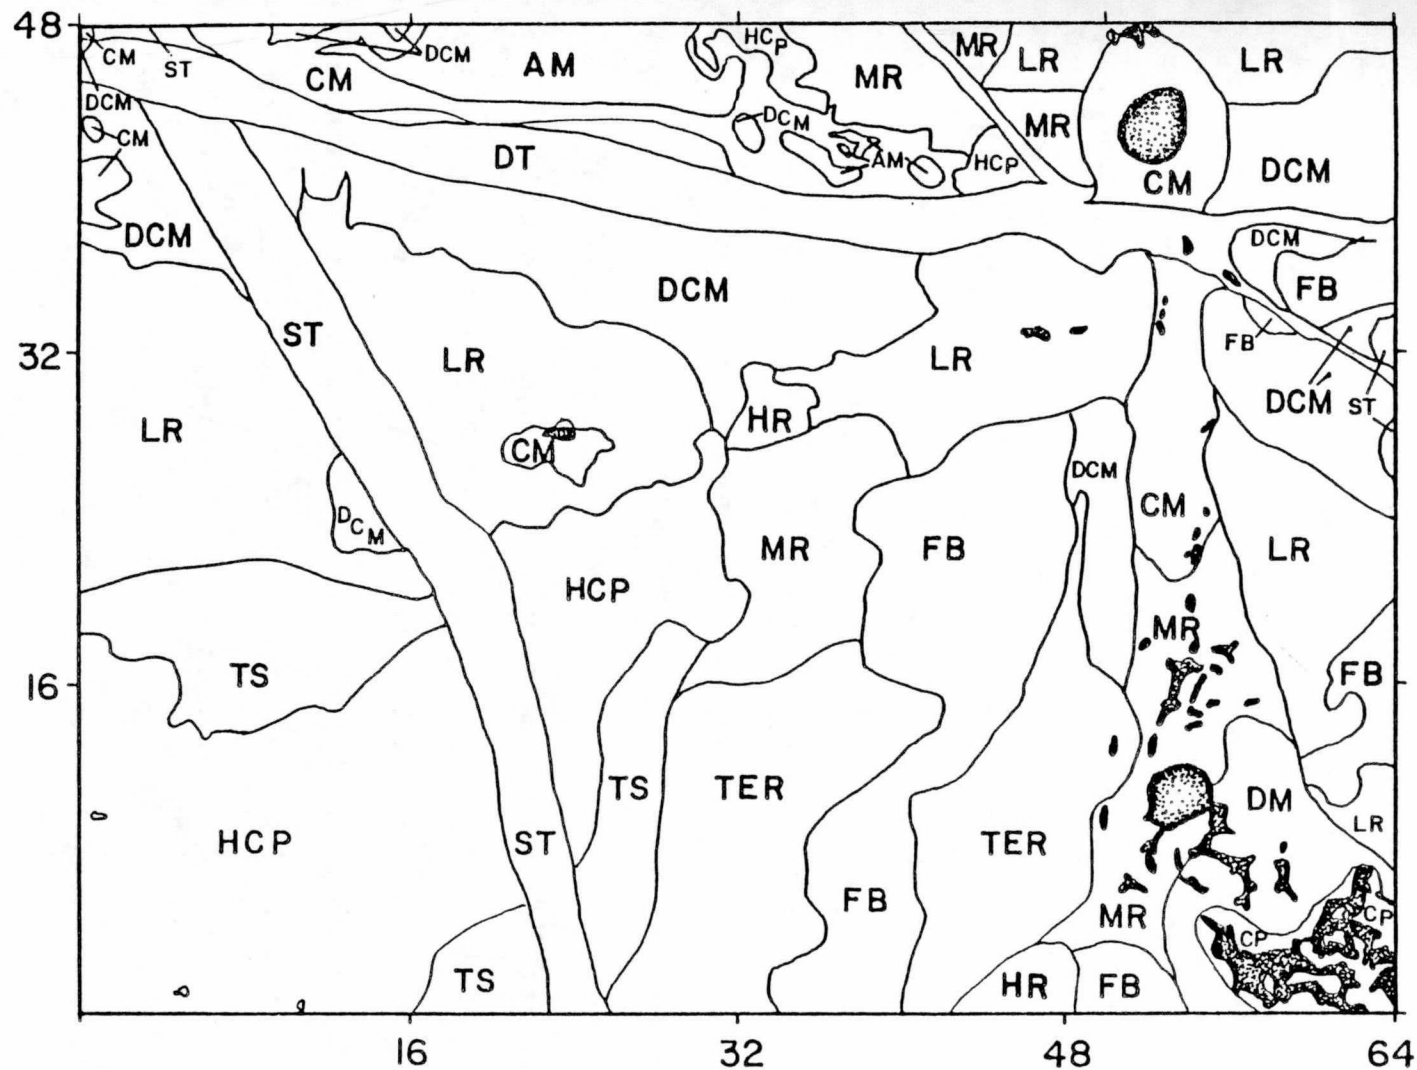 48
HCP
MR
LR
LR
CM
ST
DCM
AM
CM
MR
DCM
DCM
MR
CM
DT
AM
HCP
CM
DCM
DCM
DCM
DCM
FB
ST
FB
32
LR
LR
DCM
ST
HR
LR
CM
DCM
CM
DCM
MR
FB
LR
HCP
MR
TS
FB
16
TS
TER
DM
LR
HCP
ST
TER
FB
MR
CP
CP
TS
HR
FB
16
32
48
64